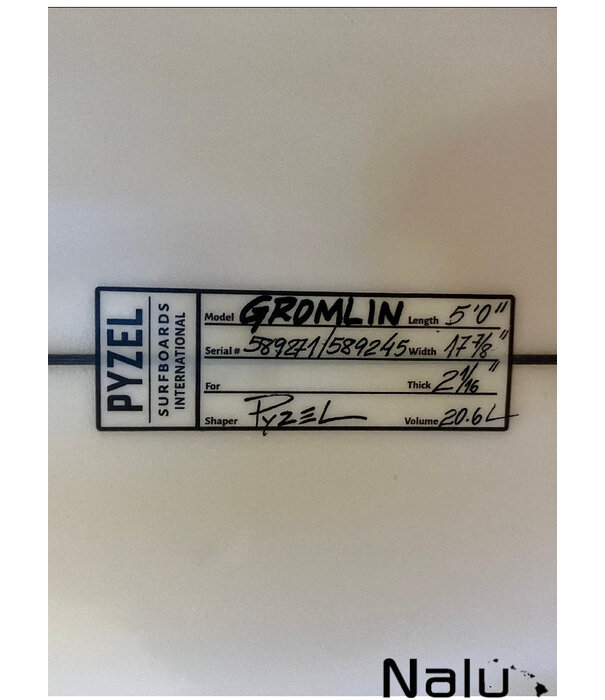 PYZEL
SURFBOARDS
INTERNATIONAL
Model GROMLIN Length 5'0"
Serial # 589271/589245 Width 17 7/8"
For Thick 2 1/16"
Shaper PYZEL Volume 20.6L
Nalu